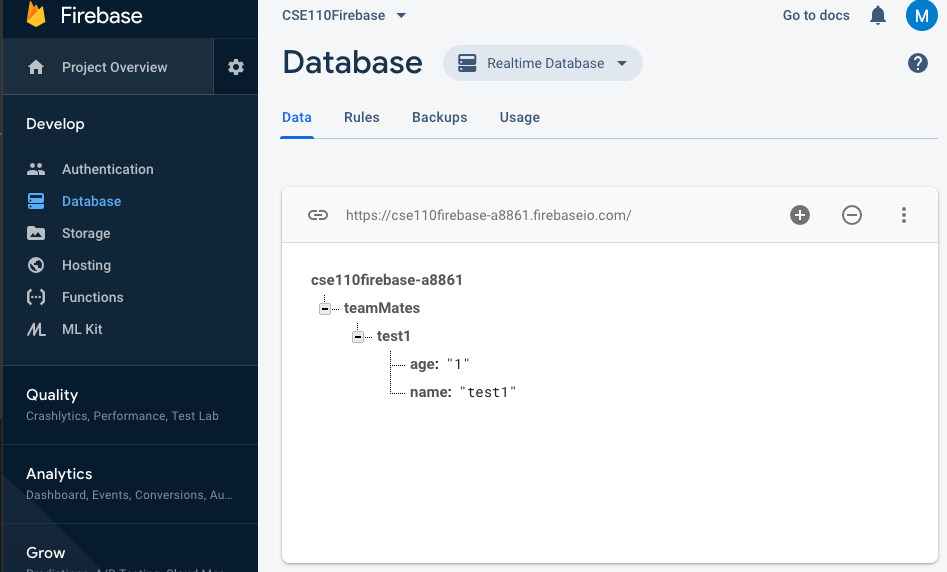 Firebase
Project Overview
Develop
Authentication
Database
Storage
Hosting
Functions
ML Kit
Quality
Crashlytics, Performance, Test Lab
Analytics
Dashboard, Events, Conversions, Au...
Grow
CSE110Firebase
Go to docs
M
Database
Realtime Database
?
Data
Rules
Backups
Usage
https://cse110firebase-a8861.firebaseio.com/
cse110firebase-a8861
teamMates
test1
age: "1"
name: "test1"